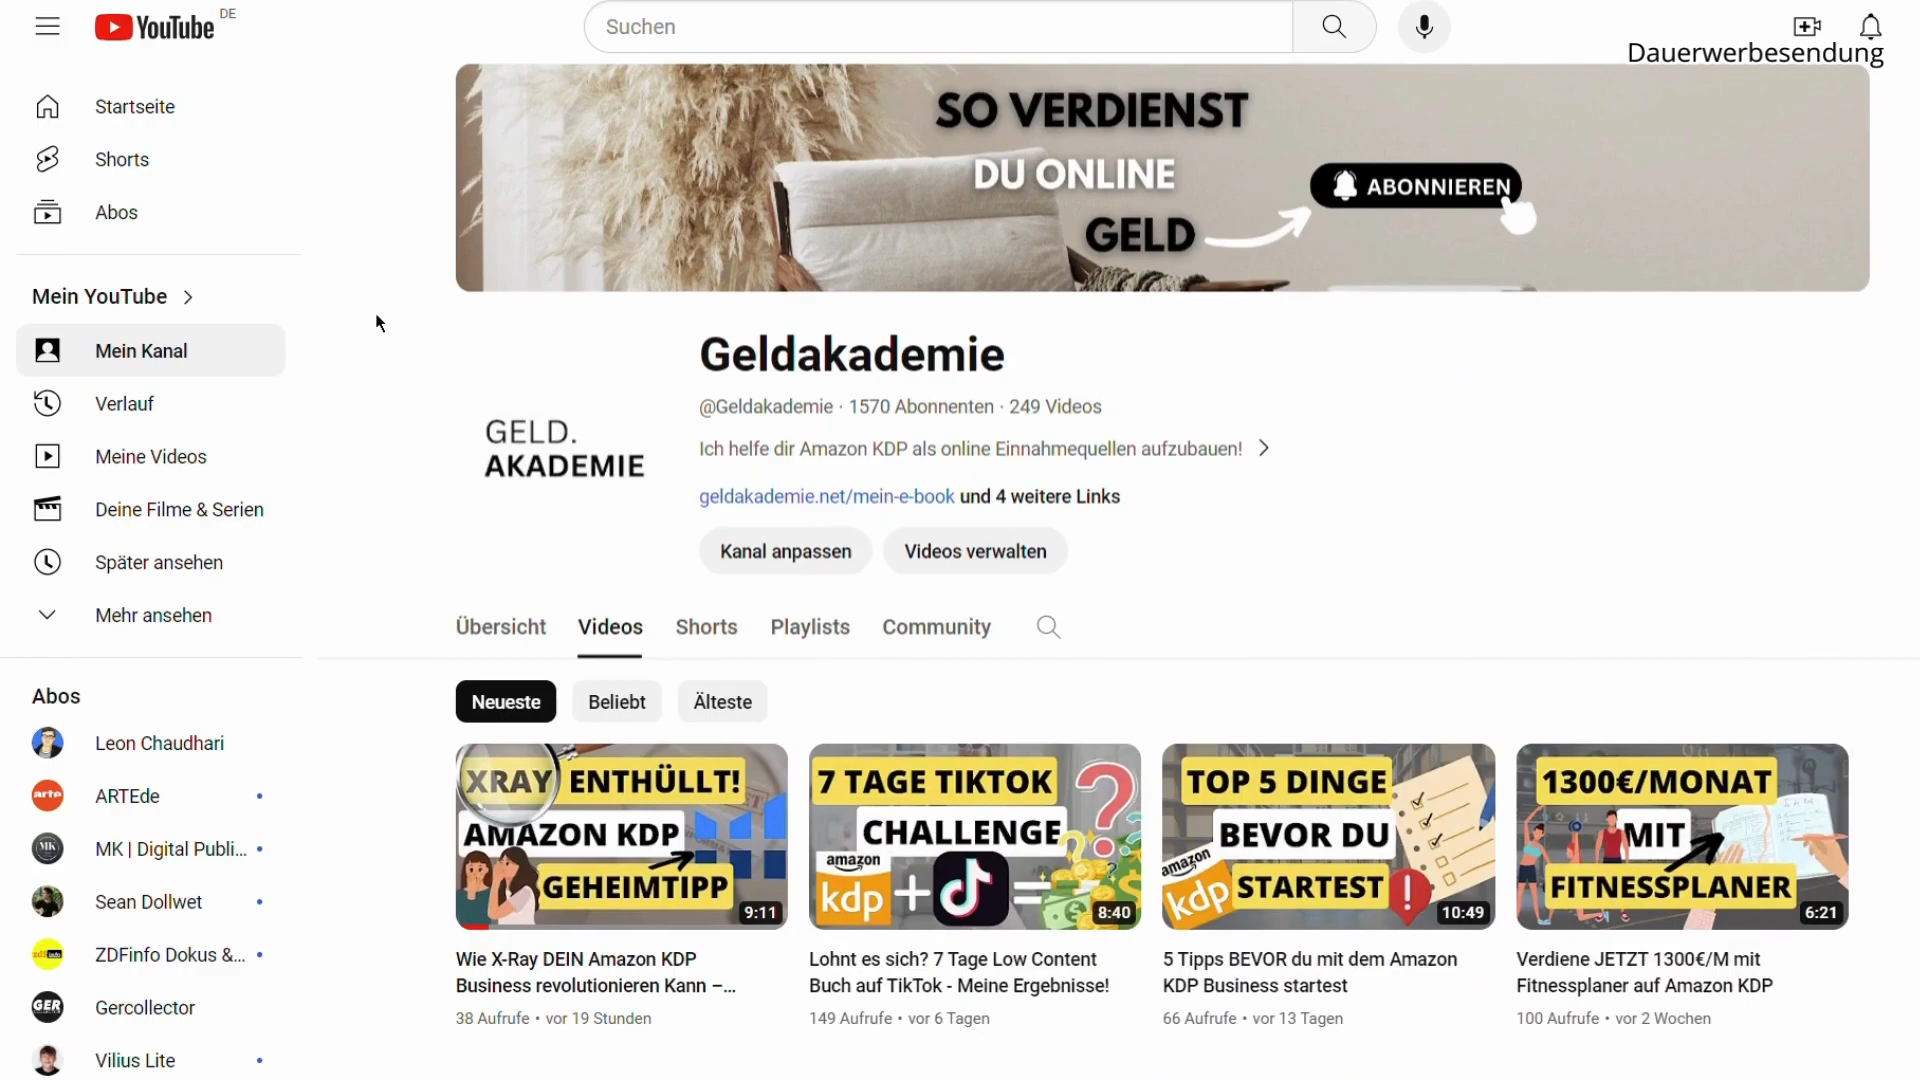 YouTube DE
Suchen
Dauerwerbesendung
Startseite
Shorts
Abos
Mein YouTube
Mein Kanal
Verlauf
Meine Videos
Deine Filme & Serien
Später ansehen
Mehr ansehen
Abos
Leon Chaudhari
arte
ARTEde
MK
MK | Digital Publi...
Sean Dollwet
ZDFinfo Dokus &...
GER
Gercollector
Vilius Lite
SO VERDIENST
DU ONLINE
GELD
ABONNIEREN
GELD.
AKADEMIE
Geldakademie
@Geldakademie · 1570 Abonnenten · 249 Videos
Ich helfe dir Amazon KDP als online Einnahmequellen aufzubauen!
geldakademie.net/mein-e-book und 4 weitere Links
Kanal anpassen
Videos verwalten
Übersicht
Videos
Shorts
Playlists
Community
Neueste
Beliebt
Älteste
XRAY ENTHÜLLT!
AMAZON KDP
GEHEIMTIPP
9:11
Wie X-Ray DEIN Amazon KDP
Business revolutionieren Kann –...
38 Aufrufe • vor 19 Stunden
7 TAGE TIKTOK
CHALLENGE
amazon
kdp + =
8:40
Lohnt es sich? 7 Tage Low Content
Buch auf TikTok - Meine Ergebnisse!
149 Aufrufe • vor 6 Tagen
TOP 5 DINGE
BEVOR DU
amazon
kdp
STARTEST
10:49
5 Tipps BEVOR du mit dem Amazon
KDP Business startest
66 Aufrufe • vor 13 Tagen
1300€/MONAT
MIT
FITNESSPLANER
6:21
Verdiene JETZT 1300€/M mit
Fitnessplaner auf Amazon KDP
100 Aufrufe • vor 2 Wochen